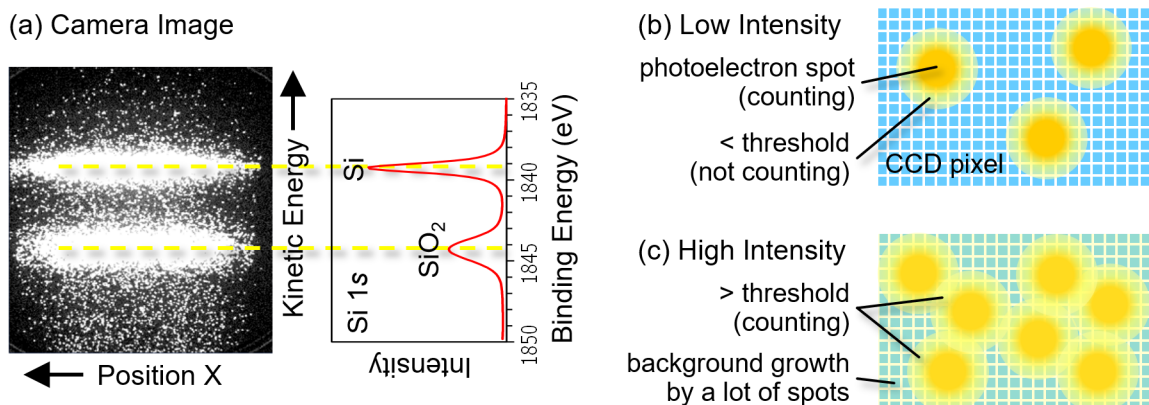 (a) Camera Image
Kinetic Energy
Position X
Si
SiO2
Si 1s
Intensity
1835
1840
1845
1850
Binding Energy (eV)
(b) Low Intensity
photoelectron spot
(counting)
< threshold
(not counting)
CCD pixel
(c) High Intensity
> threshold
(counting)
background growth
by a lot of spots